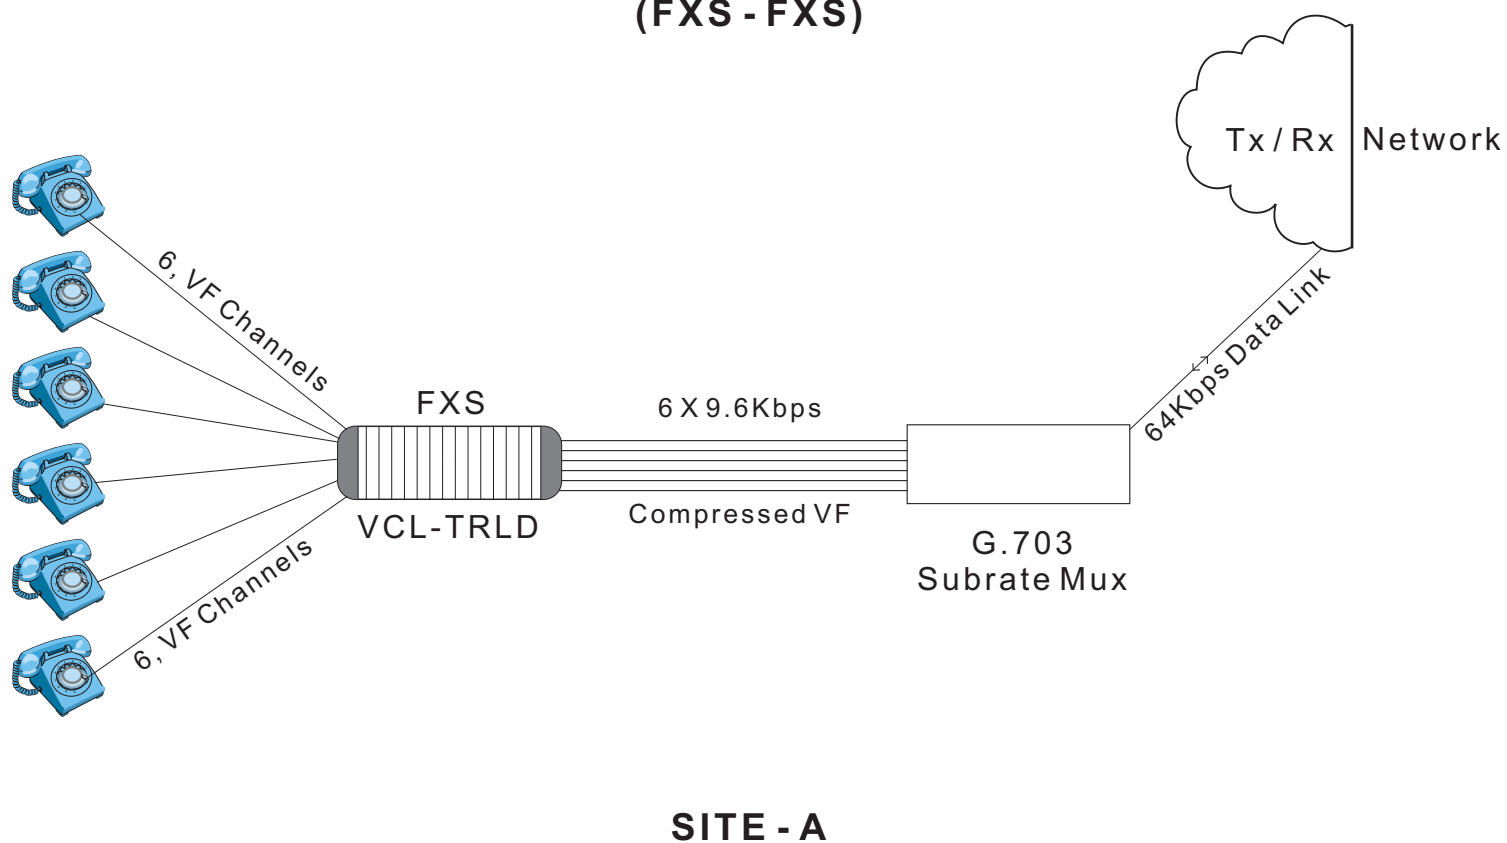 (FXS - FXS)
Tx / Rx
Network
6, VF Channels
64Kbps Data Link
FXS
6 X 9.6Kbps
VCL-TRLD
Compressed VF
G.703
Subrate Mux
6, VF Channels
SITE - A